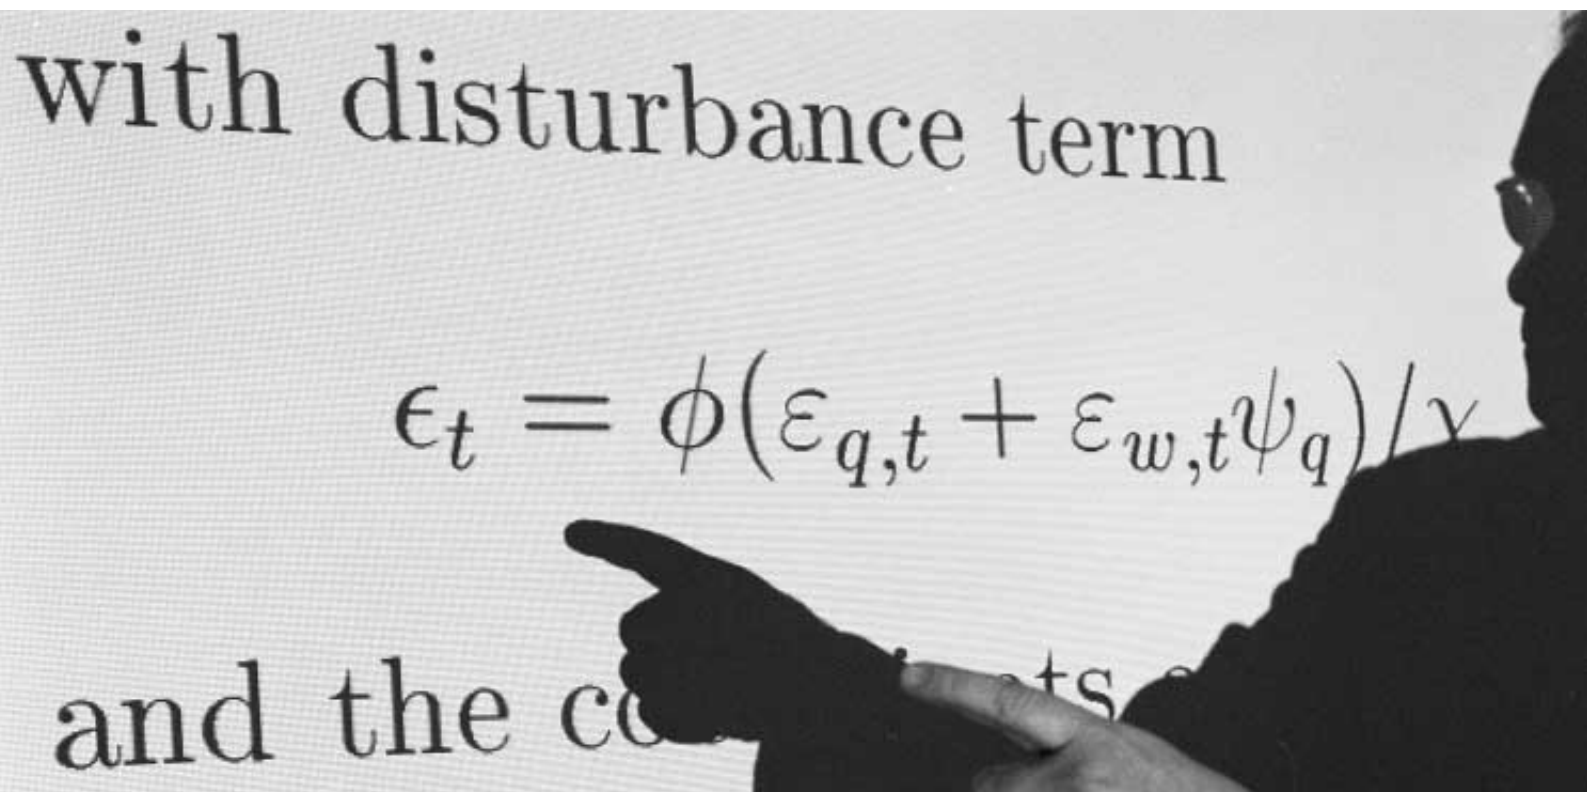 with disturbance term
ϵ_t = ϕ(ε_{q,t} + ε_{w,t}ψ_q)/
and the